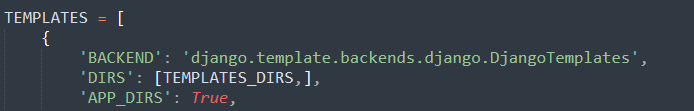 TEMPLATES = [
{
'BACKEND': 'django.template.backends.django.DjangoTemplates',
'DIRS': [TEMPLATES_DIRS,],
'APP_DIRS': True,